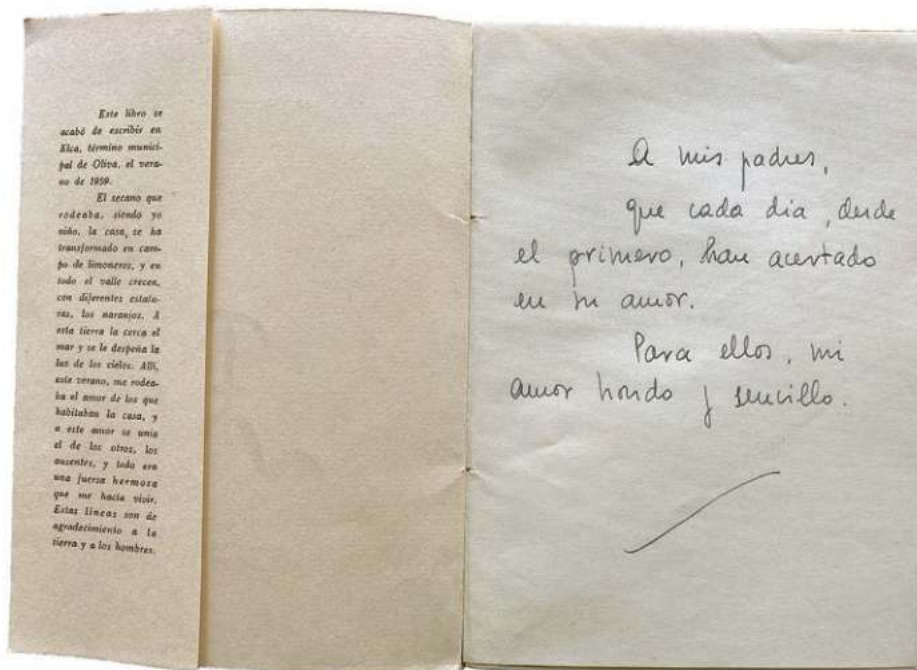 Este libro se
acabó de escribir en
Elca, término munici-
pal de Oliva, el vera-
no de 1959.
El secano que
rodeaba, siendo yo
niño, la casa, se ha
transformado en cam-
po de limoneros, y en
todo el valle crecen,
con diferentes estatu-
ras, los naranjos. A
esta tierra la cerca el
mar y se le despeña la
luz de los cielos. Allí,
este verano, me rodea-
ba el amor de los que
habitaban la casa, y
a este amor se unía
el de los otros, los
ausentes, y todo era
una fuerza hermosa
que me hacía vivir.
Estas líneas son de
agradecimiento a la
tierra y a los hombres.
A mis padres,
que cada día, desde
el primero, han acertado
en su amor.
Para ellos, mi
amor hondo y sencillo.